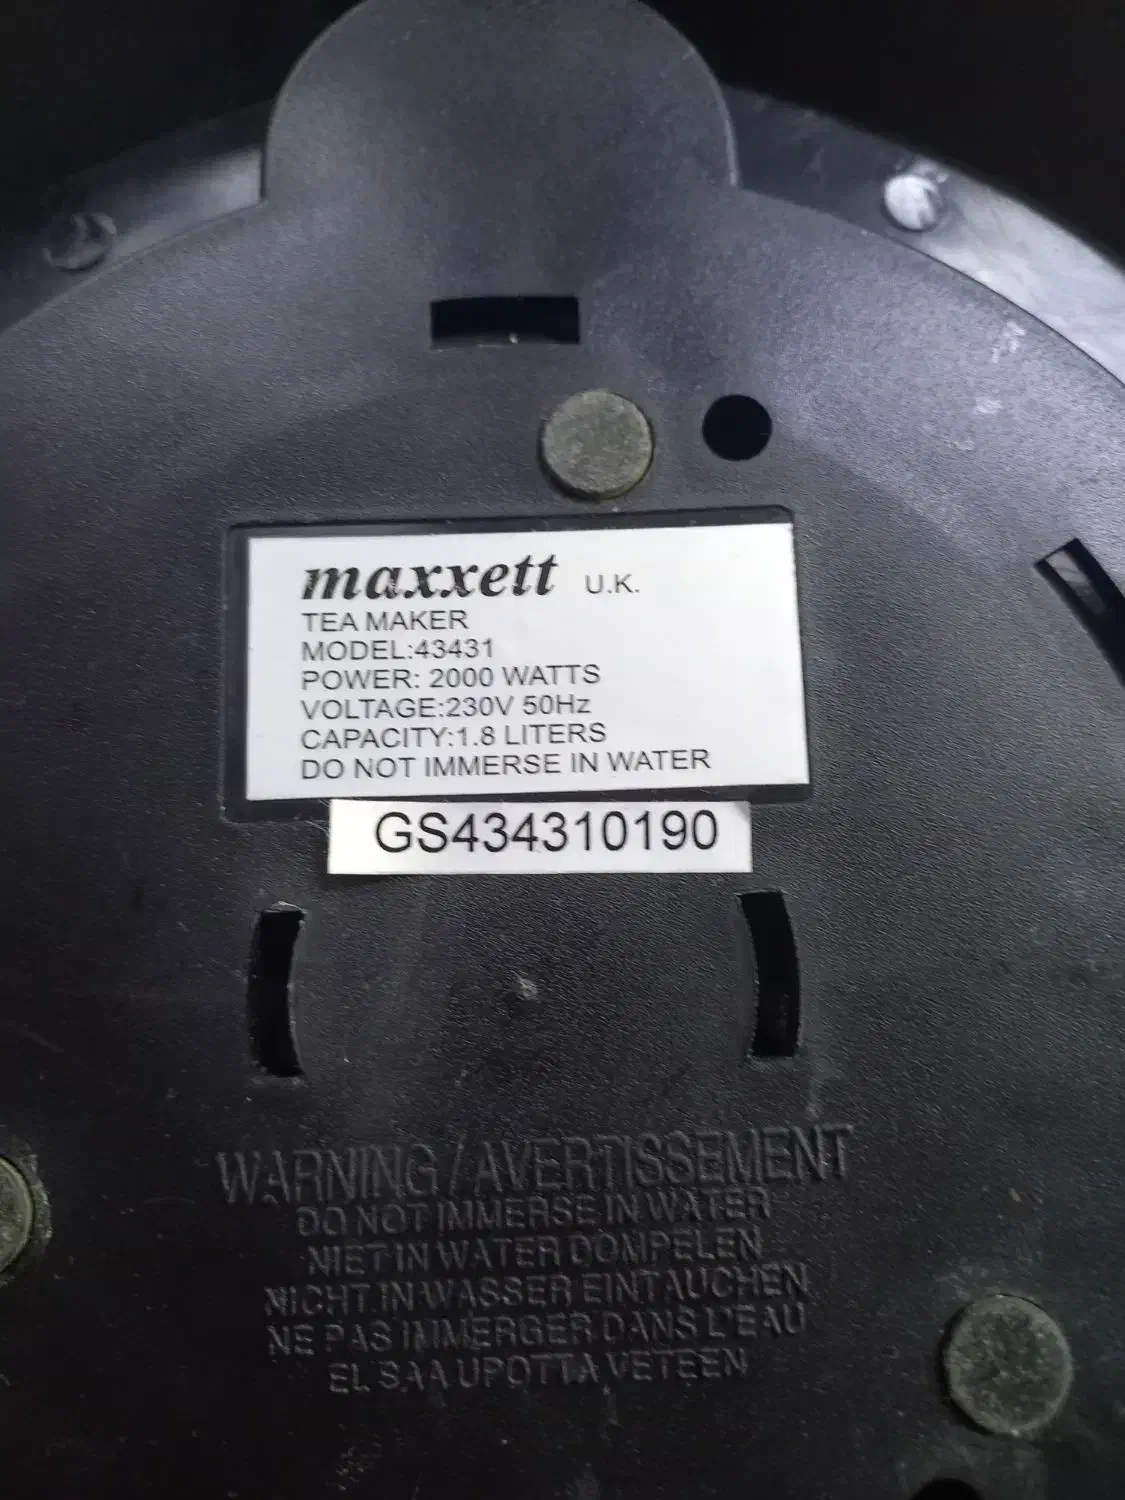 maxxett U.K.
TEA MAKER
MODEL:43431
POWER: 2000 WATTS
VOLTAGE:230V 50Hz
CAPACITY:1.8 LITERS
DO NOT IMMERSE IN WATER
GS434310190
WARNING / AVERTISSEMENT
DO NOT IMMERSE IN WATER
NIET IN WATER DOMPELEN
NICHT IN WASSER EINTAUCHEN
NE PAS IMMERGER DANS L'EAU
EL SAA UPOTTA VETEEN